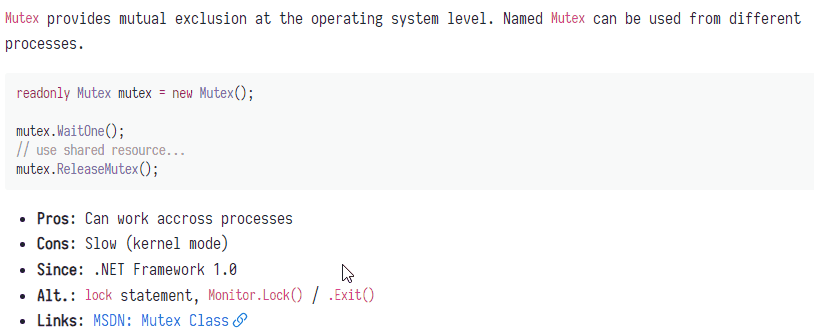 Mutex provides mutual exclusion at the operating system level. Named Mutex can be used from different
processes.
readonly Mutex mutex = new Mutex();
mutex.WaitOne();
// use shared resource...
mutex.ReleaseMutex();
• Pros: Can work accross processes
• Cons: Slow (kernel mode)
• Since: .NET Framework 1.0
• Alt.: lock statement, Monitor.Lock() / .Exit()
• Links: MSDN: Mutex Class